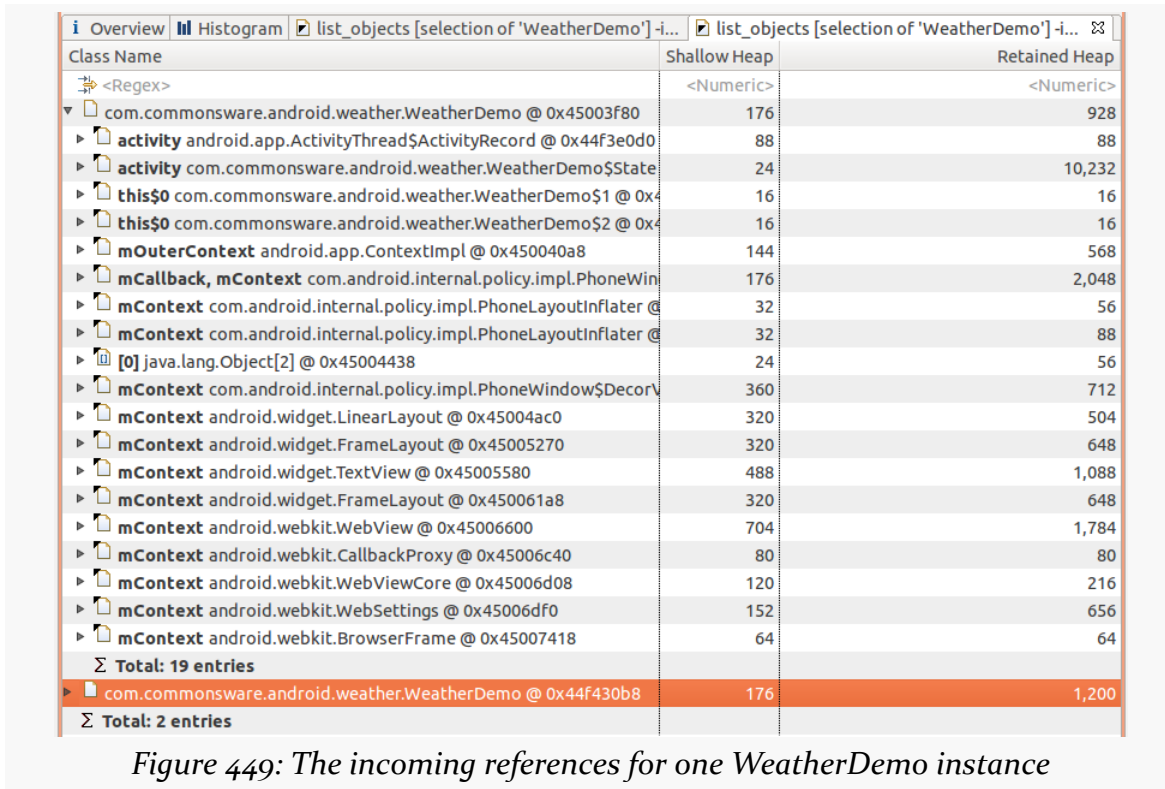 i Overview Histogram list_objects [selection of 'WeatherDemo'] -i... list_objects [selection of 'WeatherDemo'] -i...
Class Name Shallow Heap Retained Heap
<Regex> <Numeric> <Numeric>
com.commonsware.android.weather.WeatherDemo @ 0x45003f80 176 928
activity android.app.ActivityThread$ActivityRecord @ 0x44f3e0d0 88 88
activity com.commonsware.android.weather.WeatherDemo$State 24 10,232
this$0 com.commonsware.android.weather.WeatherDemo$1 @ 0x4 16 16
this$0 com.commonsware.android.weather.WeatherDemo$2 @ 0x4 16 16
mOuterContext android.app.ContextImpl @ 0x450040a8 144 568
mCallback, mContext com.android.internal.policy.impl.PhoneWin 176 2,048
mContext com.android.internal.policy.impl.PhoneLayoutInflater @ 32 56
mContext com.android.internal.policy.impl.PhoneLayoutInflater @ 32 88
[0] java.lang.Object[2] @ 0x45004438 24 56
mContext com.android.internal.policy.impl.PhoneWindow$DecorV 360 712
mContext android.widget.LinearLayout @ 0x45004ac0 320 504
mContext android.widget.FrameLayout @ 0x45005270 320 648
mContext android.widget.TextView @ 0x45005580 488 1,088
mContext android.widget.FrameLayout @ 0x450061a8 320 648
mContext android.webkit.WebView @ 0x45006600 704 1,784
mContext android.webkit.CallbackProxy @ 0x45006c40 80 80
mContext android.webkit.WebViewCore @ 0x45006d08 120 216
mContext android.webkit.WebSettings @ 0x45006df0 152 656
mContext android.webkit.BrowserFrame @ 0x45007418 64 64
Σ Total: 19 entries
com.commonsware.android.weather.WeatherDemo @ 0x44f430b8 176 1,200
Σ Total: 2 entries
Figure 449: The incoming references for one WeatherDemo instance